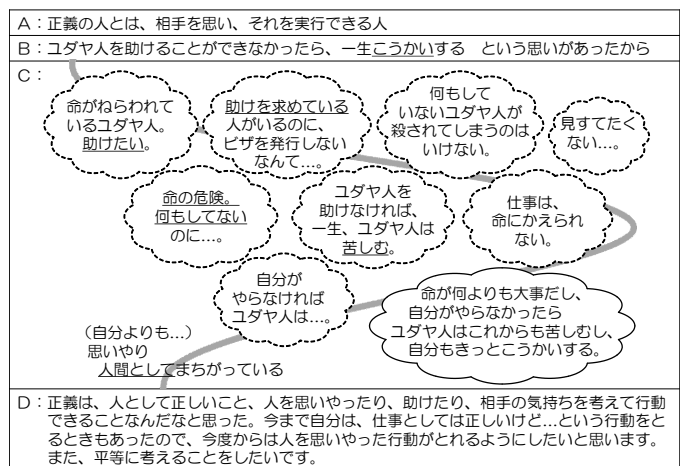 A：正義の人とは、相手を思い、それを実行できる人
B：ユダヤ人を助けることができなかったら、一生こうかいする　という思いがあったから
C：
命がねらわれて
いるユダヤ人。
助けたい。
助けを求めている
人がいるのに、
ビザを発行しない
なんて…。
何もして
いないユダヤ人が
殺されてしまうのは
いけない。
見すてたく
ない…。
命の危険。
何もしてない
のに…。
ユダヤ人を
助けなければ、
一生、ユダヤ人は
苦しむ。
仕事は、
命にかえられ
ない。
自分が
やらなければ
ユダヤ人は…。
命が何よりも大事だし、
自分がやらなかったら
ユダヤ人はこれからも苦しむし、
自分もきっとこうかいする。
（自分よりも…）
思いやり
人間としてまちがっている
D：正義は、人として正しいこと、人を思いやったり、助けたり、相手の気持ちを考えて行動
できることなんだなと思った。今まで自分は、仕事としては正しいけど…という行動をと
るときもあったので、今度からは人を思いやった行動がとれるようにしたいと思います。
また、平等に考えることをしたいです。